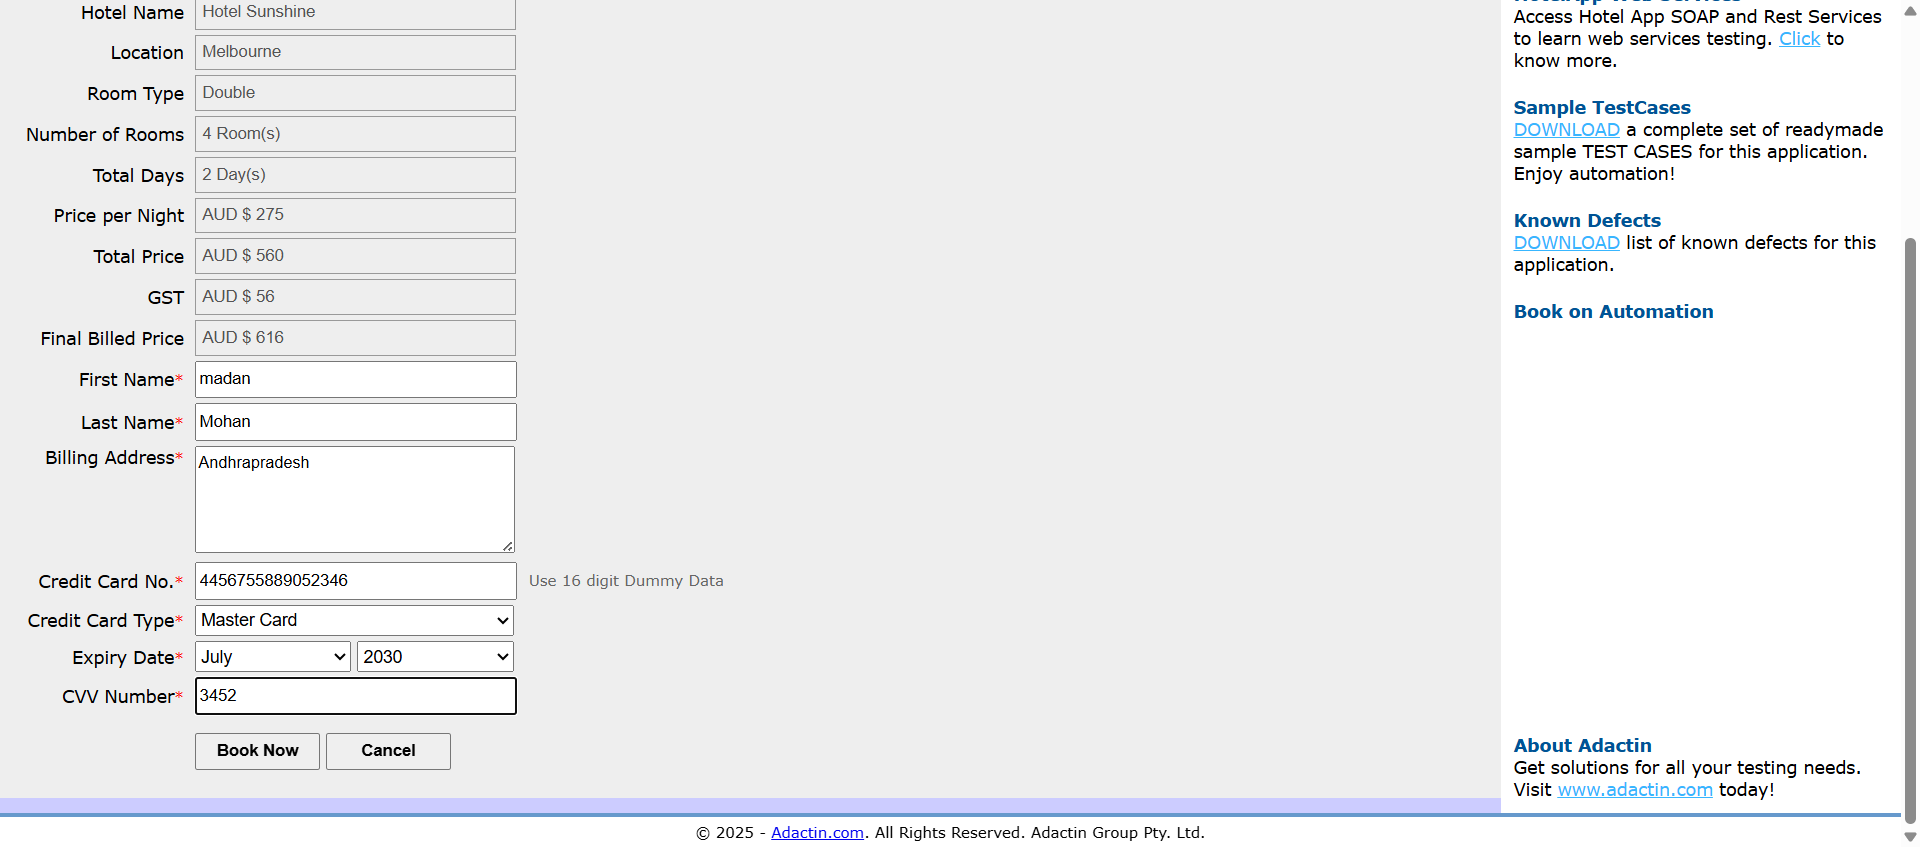 Hotel Name Hotel Sunshine
Location Melbourne
Room Type Double
Number of Rooms 4 Room(s)
Total Days 2 Day(s)
Price per Night AUD $ 275
Total Price AUD $ 560
GST AUD $ 56
Final Billed Price AUD $ 616
First Name* madan
Last Name* Mohan
Billing Address* Andhrapradesh
Credit Card No.* 4456755889052346 Use 16 digit Dummy Data
Credit Card Type* Master Card
Expiry Date* July 2030
CVV Number* 3452
Book Now Cancel
Access Hotel App SOAP and Rest Services
to learn web services testing. Click to
know more.
Sample TestCases
DOWNLOAD a complete set of readymade
sample TEST CASES for this application.
Enjoy automation!
Known Defects
DOWNLOAD list of known defects for this
application.
Book on Automation
About Adactin
Get solutions for all your testing needs.
Visit www.adactin.com today!
© 2025 - Adactin.com. All Rights Reserved. Adactin Group Pty. Ltd.